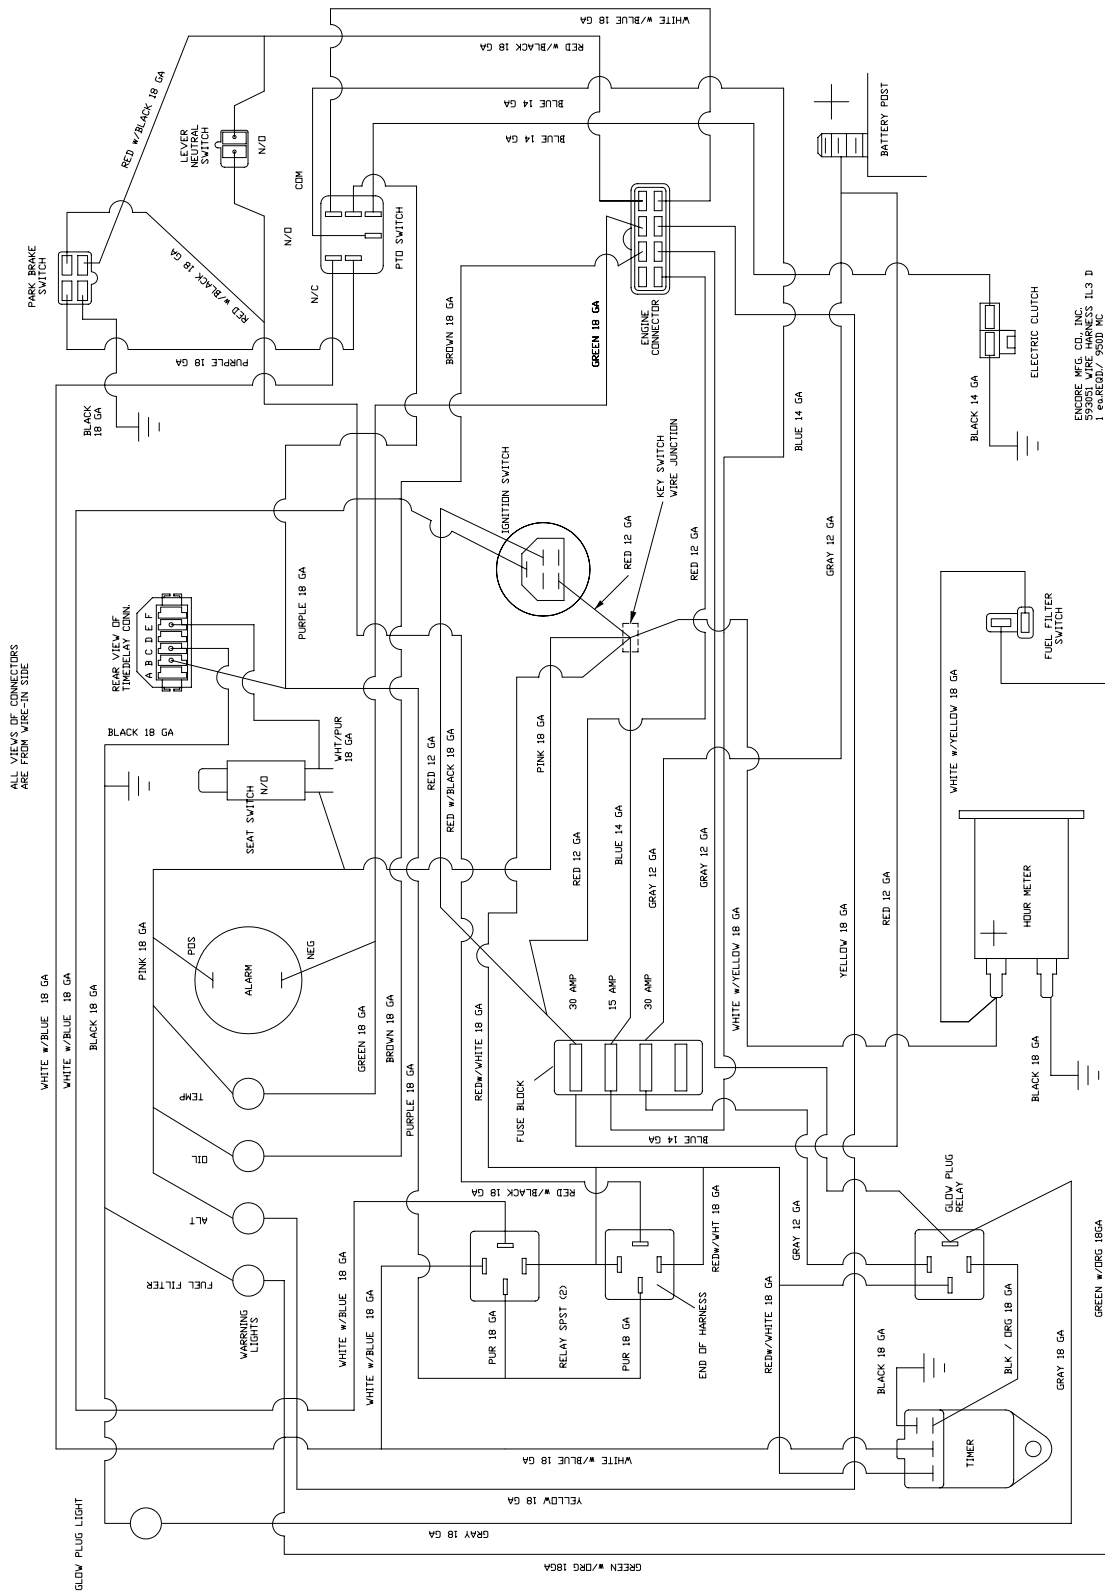 ALL VIEWS OF CONNECTORS
ARE FROM WIRE-IN SIDE
WHITE w/BLUE 18 GA
RED w/BLACK 18 GA
RED w/BLACK 18 GA
LEVER
NEUTRAL
SWITCH
N/O
BLUE 14 GA
BLUE 14 GA
BATTERY POST
PARK BRAKE
SWITCH
RED w/BLACK 18 GA
COM
N/O
N/C
PTO SWITCH
PURPLE 18 GA
BLACK
18 GA
BROWN 18 GA
GREEN 18 GA
ENGINE
CONNECTOR
BLUE 14 GA
ELECTRIC CLUTCH
BLACK 14 GA
ENCORE MFG. CO., INC.
593051 WIRE HARNESS IL3 D
1 ea.REQD./ 950D MC
IGNITION SWITCH
KEY SWITCH
WIRE JUNCTION
RED 12 GA
RED 12 GA
GRAY 12 GA
REAR VIEW OF
TIMEDELAY CONN.
A B C D E F
PURPLE 18 GA
FUEL FILTER
SWITCH
WHITE w/YELLOW 18 GA
BLACK 18 GA
WHT/PUR
18 GA
SEAT SWITCH
N/O
RED 12 GA
RED w/BLACK 18 GA
PINK 18 GA
RED 12 GA
BLUE 14 GA
GRAY 12 GA
GRAY 12 GA
WHITE w/YELLOW 18 GA
YELLOW 18 GA
RED 12 GA
HOUR METER
BLACK 18 GA
WHITE w/BLUE 18 GA
WHITE w/BLUE 18 GA
BLACK 18 GA
PINK 18 GA
POS
ALARM
NEG
GREEN 18 GA
BROWN 18 GA
PURPLE 18 GA
REDw/WHITE 18 GA
30 AMP
15 AMP
30 AMP
FUSE BLOCK
BLUE 14 GA
TEMP
OIL
ALT
FUEL FILTER
WARRNING
LIGHTS
RED w/BLACK 18 GA
WHITE w/BLUE 18 GA
WHITE w/BLUE 18 GA
PUR 18 GA
RELAY SPST (2)
PUR 18 GA
END OF HARNESS
REDw/WHT 18 GA
REDw/WHITE 18 GA
GRAY 12 GA
GLOW PLUG
RELAY
BLACK 18 GA
BLK / ORG 18 GA
GRAY 18 GA
GREEN w/ORG 18GA
TIMER
WHITE w/BLUE 18 GA
YELLOW 18 GA
GLOW PLUG LIGHT
GRAY 18 GA
GREEN w/ORG 18GA